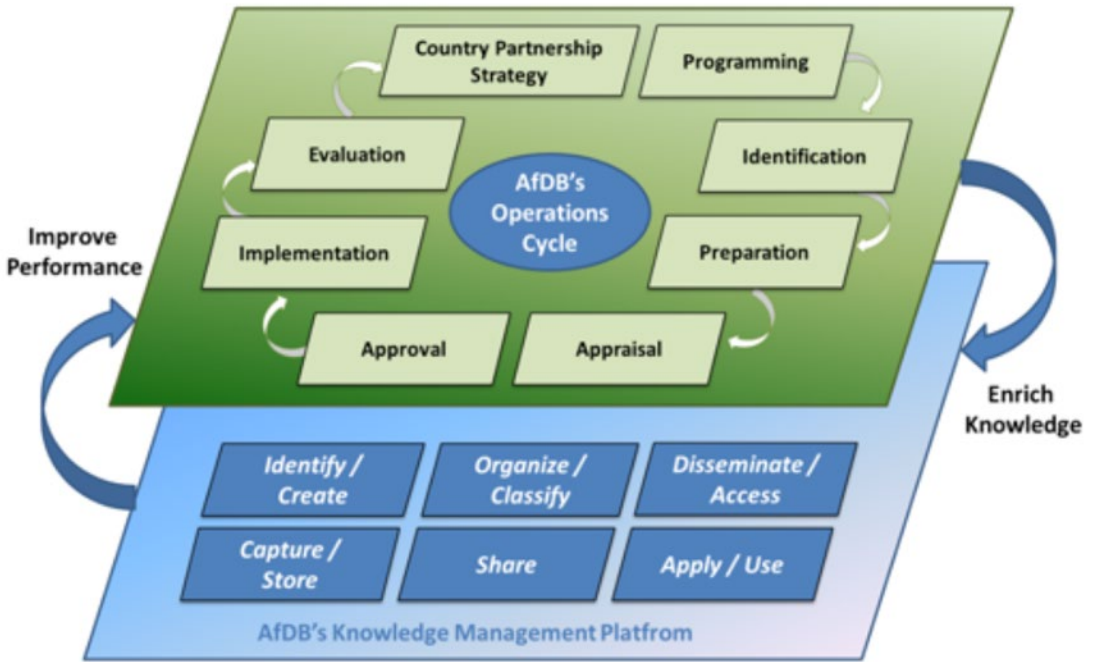 Country Partnership
Strategy
Programming
Evaluation
Identification
AfDB's
Operations
Cycle
Improve
Performance
Implementation
Preparation
Approval
Appraisal
Enrich
Knowledge
Identify /
Create
Organize /
Classify
Disseminate /
Access
Capture /
Store
Share
Apply / Use
AfDB's Knowledge Management Platfrom